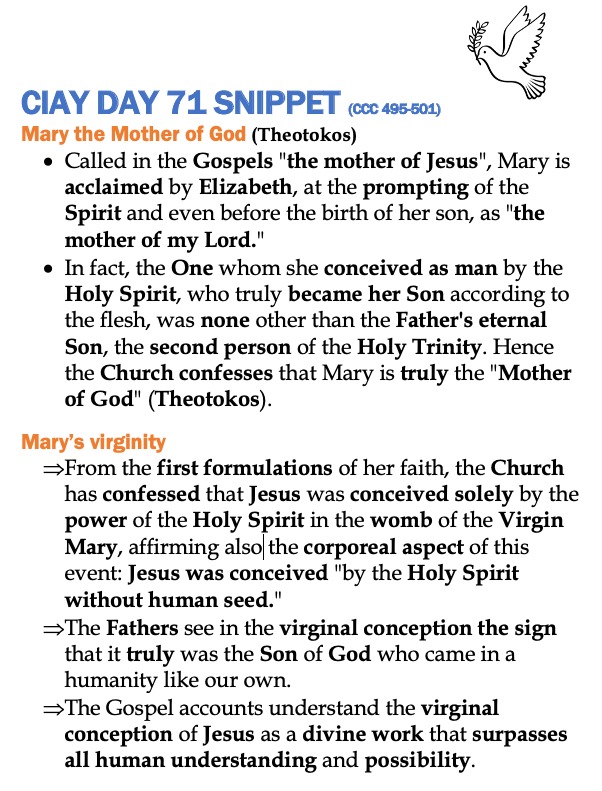 CIAY DAY 71 SNIPPET (CCC 495-501)
Mary the Mother of God (Theotokos)
• Called in the Gospels "the mother of Jesus", Mary is
acclaimed by Elizabeth, at the prompting of the
Spirit and even before the birth of her son, as "the
mother of my Lord."
• In fact, the One whom she conceived as man by the
Holy Spirit, who truly became her Son according to
the flesh, was none other than the Father's eternal
Son, the second person of the Holy Trinity. Hence
the Church confesses that Mary is truly the "Mother
of God" (Theotokos).
Mary's virginity
⇒From the first formulations of her faith, the Church
has confessed that Jesus was conceived solely by the
power of the Holy Spirit in the womb of the Virgin
Mary, affirming also the corporeal aspect of this
event: Jesus was conceived "by the Holy Spirit
without human seed."
⇒The Fathers see in the virginal conception the sign
that it truly was the Son of God who came in a
humanity like our own.
⇒The Gospel accounts understand the virginal
conception of Jesus as a divine work that surpasses
all human understanding and possibility.